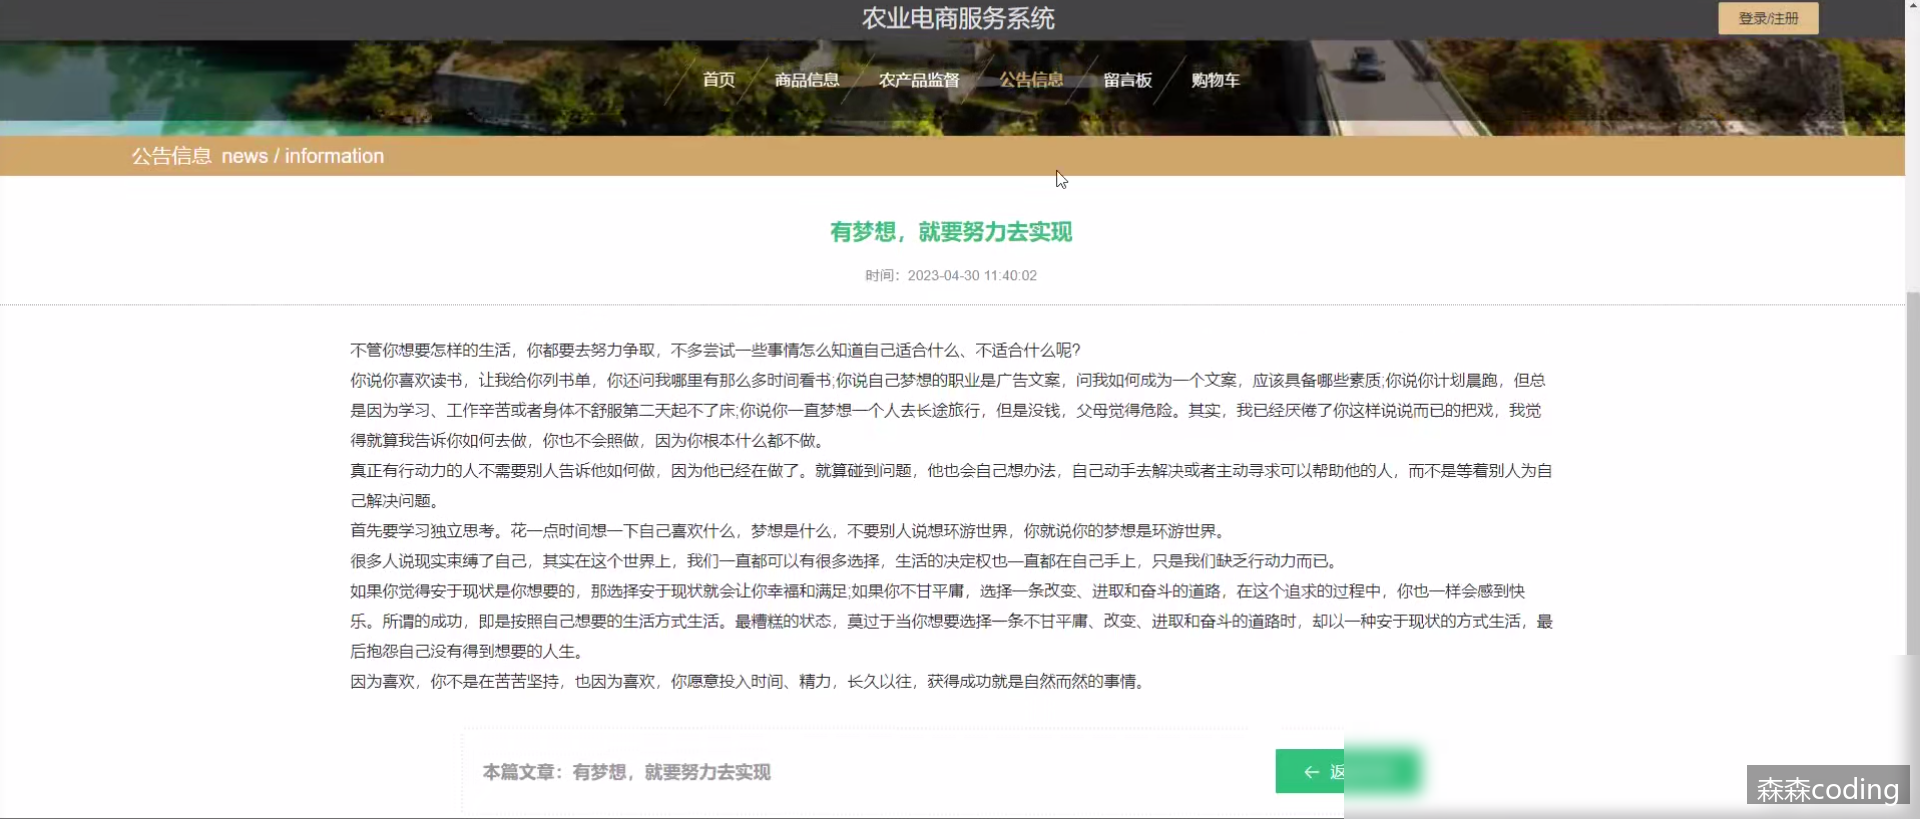 农业电商服务系统
登录/注册
首页 商品信息 农产品监督 公告信息 留言板 购物车
公告信息 news / information
有梦想，就要努力去实现
时间：2023-04-30 11:40:02
不管你想要怎样的生活，你都要去努力争取，不多尝试一些事情怎么知道自己适合什么、不适合什么呢?
你说你喜欢读书，让我给你列书单，你还问我哪里有那么多时间看书;你说自己梦想的职业是广告文案，问我如何成为一个文案，应该具备哪些素质;你说你计划晨跑，但总
是因为学习、工作辛苦或者身体不舒服第二天起不了床;你说你一直梦想一个人去长途旅行，但是没钱，父母觉得危险。其实，我已经厌倦了你这样说说而已的把戏，我觉
得就算我告诉你如何去做，你也不会照做，因为你根本什么都不做。
真正有行动力的人不需要别人告诉他如何做，因为他已经在做了。就算碰到问题，他也会自己想办法，自己动手去解决或者主动寻求可以帮助他的人，而不是等着别人为自
己解决问题。
首先要学习独立思考。花一点时间想一下自己喜欢什么，梦想是什么，不要别人说想环游世界，你就说你的梦想是环游世界。
很多人说现实束缚了自己，其实在这个世界上，我们一直都可以有很多选择，生活的决定权也一直都在自己手上，只是我们缺乏行动力而已。
如果你觉得安于现状是你想要的，那选择安于现状就会让你幸福和满足;如果你不甘平庸，选择一条改变、进取和奋斗的道路，在这个追求的过程中，你也一样会感到快
乐。所谓的成功，即是按照自己想要的生活方式生活。最糟糕的状态，莫过于当你想要选择一条不甘平庸、改变、进取和奋斗的道路时，却以一种安于现状的方式生活，最
后抱怨自己没有得到想要的人生。
因为喜欢，你不是在苦苦坚持，也因为喜欢，你愿意投入时间、精力，长久以往，获得成功就是自然而然的事情。
本篇文章：有梦想，就要努力去实现
← 返
森森coding